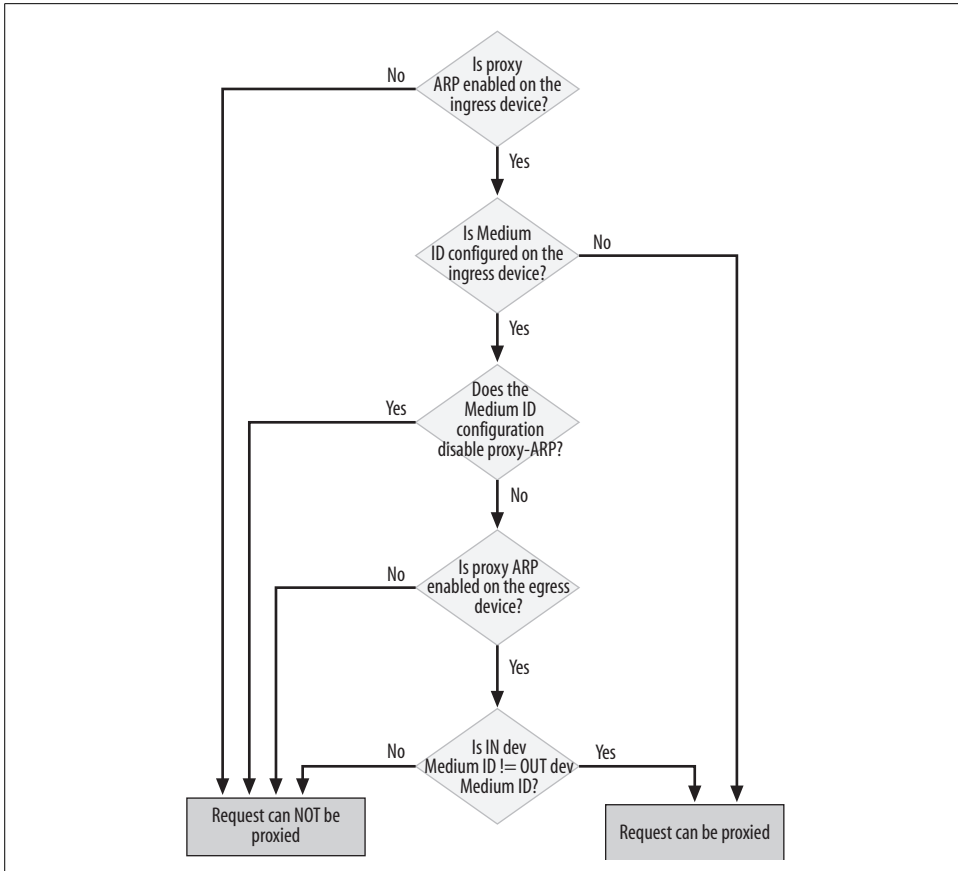 Is proxy
ARP enabled on the
ingress device?
No
Yes
Is Medium
ID configured on the
ingress device?
No
Yes
Does the
Medium ID
configuration
disable proxy-ARP?
Yes
No
Is proxy ARP
enabled on the egress
device?
No
Yes
Is IN dev
Medium ID != OUT dev
Medium ID?
No
Yes
Request can NOT be
proxied
Request can be proxied